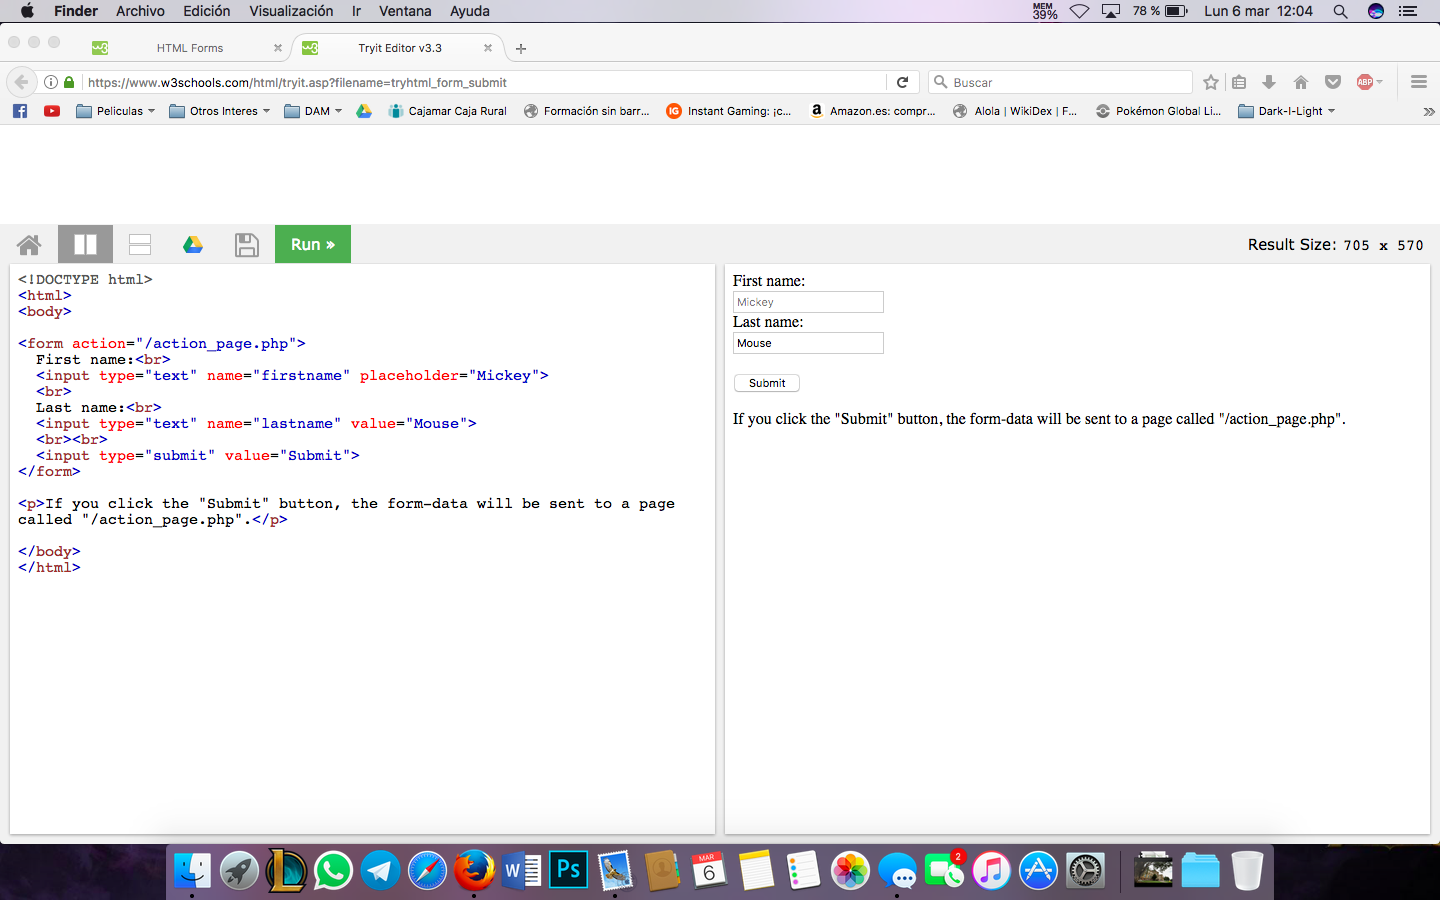 Finder Archivo Edición Visualización Ir Ventana Ayuda MEM 39% 78 % Lun 6 mar 12:04
HTML Forms Tryit Editor v3.3
https://www.w3schools.com/html/tryit.asp?filename=tryhtml_form_submit Buscar ABP
Peliculas Otros Interes DAM Cajamar Caja Rural Formación sin barr... IG Instant Gaming: ¡c... a Amazon.es: compr... Alola | WikiDex | F... Pokémon Global Li... Dark-I-Light
Run » Result Size: 705 x 570
<!DOCTYPE html>
<html>
<body>
<form action="/action_page.php">
First name:<br>
<input type="text" name="firstname" placeholder="Mickey">
<br>
Last name:<br>
<input type="text" name="lastname" value="Mouse">
<br><br>
<input type="submit" value="Submit">
</form>
<p>If you click the "Submit" button, the form-data will be sent to a page
called "/action_page.php".</p>
</body>
</html>
First name:
Mickey
Last name:
Mouse
Submit
If you click the "Submit" button, the form-data will be sent to a page called "/action_page.php".
W Ps MAR 6 2